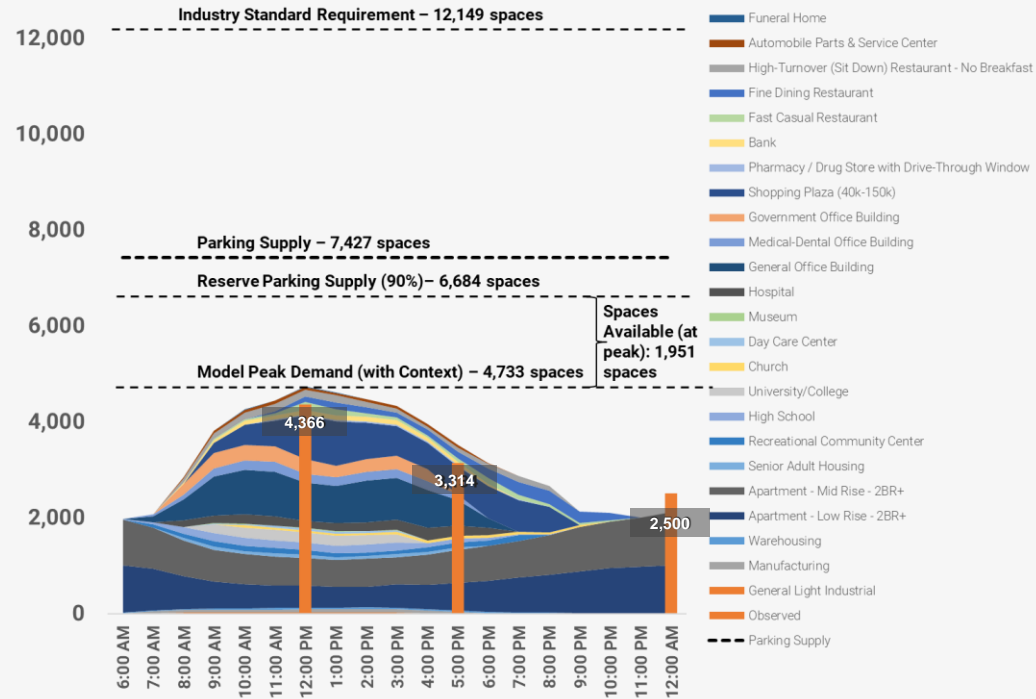 Industry Standard Requirement – 12,149 spaces
12,000
10,000
8,000
6,000
4,000
2,000
0
Parking Supply – 7,427 spaces
Reserve Parking Supply (90%)– 6,684 spaces
Spaces
Available (at
peak): 1,951
spaces
Model Peak Demand (with Context) – 4,733 spaces
4,366
3,314
2,500
6:00 AM
7:00 AM
8:00 AM
9:00 AM
10:00 AM
11:00 AM
12:00 PM
1:00 PM
2:00 PM
3:00 PM
4:00 PM
5:00 PM
6:00 PM
7:00 PM
8:00 PM
9:00 PM
10:00 PM
11:00 PM
12:00 AM
Funeral Home
Automobile Parts & Service Center
High-Turnover (Sit Down) Restaurant - No Breakfast
Fine Dining Restaurant
Fast Casual Restaurant
Bank
Pharmacy / Drug Store with Drive-Through Window
Shopping Plaza (40k-150k)
Government Office Building
Medical-Dental Office Building
General Office Building
Hospital
Museum
Day Care Center
Church
University/College
High School
Recreational Community Center
Senior Adult Housing
Apartment - Mid Rise - 2BR+
Apartment - Low Rise - 2BR+
Warehousing
Manufacturing
General Light Industrial
Observed
Parking Supply